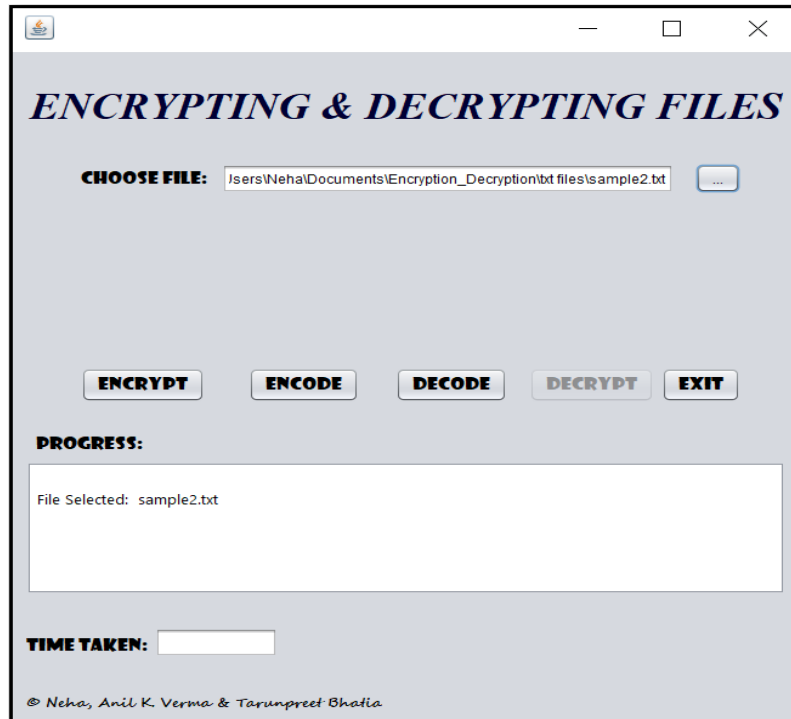 ENCRYPTING & DECRYPTING FILES
CHOOSE FILE: Users\Neha\Documents\Encryption_Decryption\txt files\sample2.txt ...
ENCRYPT ENCODE DECODE DECRYPT EXIT
PROGRESS:
File Selected: sample2.txt
TIME TAKEN:
© Neha, Anil K. Verma & Tarunpreet Bhatia